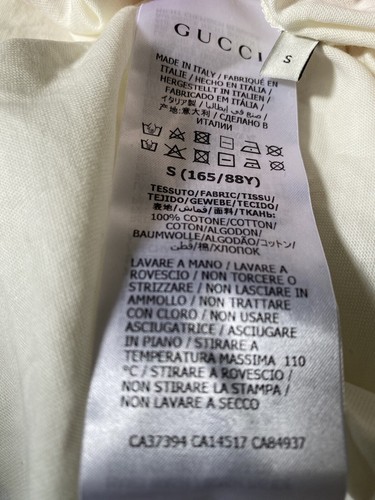 GUCCI
S
MADE IN ITALY / FABRIQUÉ EN
ITALIE / HECHO EN ITALIA /
HERGESTELLT IN ITALIEN /
FABRICADO EM ITÁLIA /
イタリア製 / صنع في إيطاليا /
产地:意大利 / СДЕЛАНО В
ИТАЛИИ
S (165/88Y)
TESSUTO/FABRIC/TISSU/
TEJIDO/GEWEBE/TECIDO/
表地/قماش/面料/ТКАНЬ:
100% COTONE/COTTON/
COTON/ALGODON/
BAUMWOLLE/ALGODÃO/コットン/
قطن/棉/ХЛОПОК
LAVARE A MANO / LAVARE A
ROVESCIO / NON TORCERE O
STRIZZARE / NON LASCIARE IN
AMMOLLO / NON TRATTARE
CON CLORO / NON USARE
ASCIUGATRICE / ASCIUGARE
IN PIANO / STIRARE A
TEMPERATURA MASSIMA 110
°C / STIRARE A ROVESCIO /
NON STIRARE LA STAMPA /
NON LAVARE A SECCO
CA37394 CA14517 CA84937